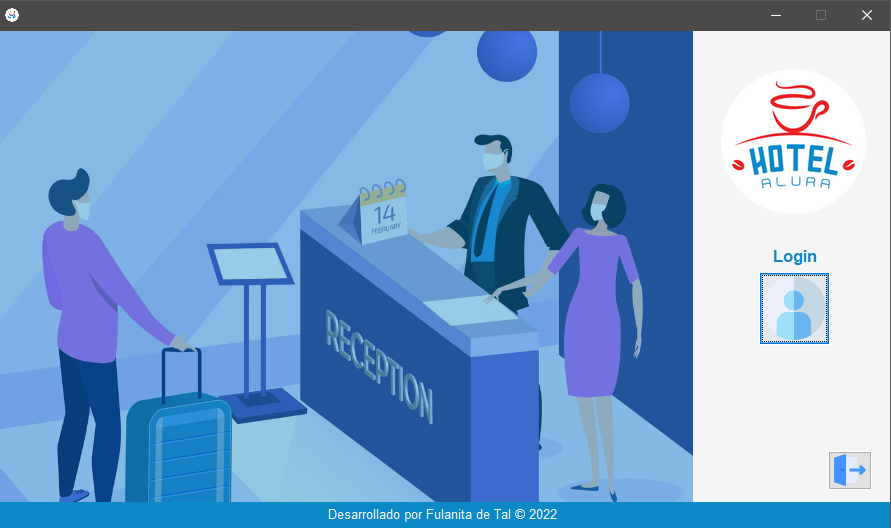 HOTEL
ALURA
14
FEBRUARY
Login
RECEPTION
Desarrollado por Fulanita de Tal © 2022